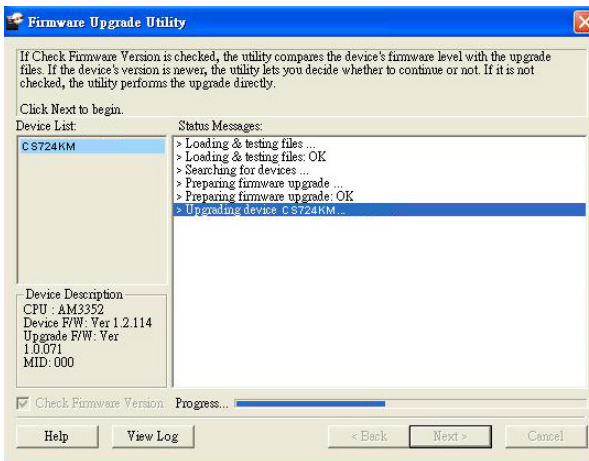 Firmware Upgrade Utility
If Check Firmware Version is checked, the utility compares the device's firmware level with the upgrade
files. If the device's version is newer, the utility lets you decide whether to continue or not. If it is not
checked, the utility performs the upgrade directly.
Click Next to begin.
Device List:
CS724KM
Status Messages:
> Loading & testing files ...
> Loading & testing files: OK
> Searching for devices ...
> Preparing firmware upgrade ...
> Preparing firmware upgrade: OK
> Upgrading device CS724KM...
Device Description
CPU : AM3352
Device F/W: Ver 1.2.114
Upgrade F/W: Ver
1.0.071
MID: 000
Check Firmware Version Progress...
Help View Log < Back Next > Cancel